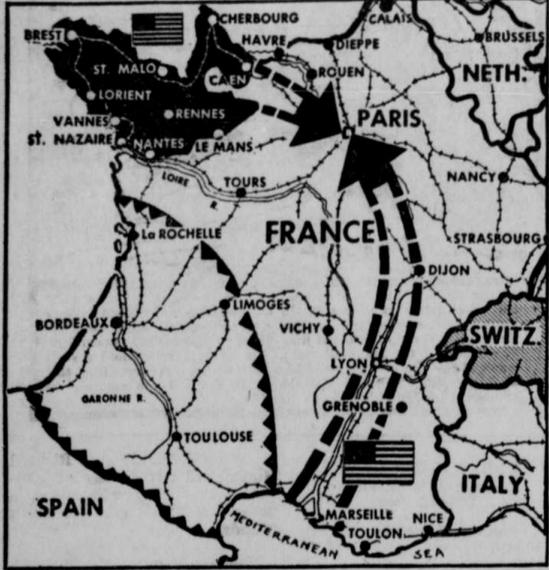 CHERBOURG
CALAIS
BREST
HAVRE
DIEPPE
BRUSSELS
ROUEN
ST. MALO
CAEN
NETH.
LORIENT
RENNES
PARIS
VANNES
ST. NAZAIRE
NANTES
LE MANS
NANCY
LOIRE R.
TOURS
La ROCHELLE
FRANCE
STRASBOURG
DIJON
LIMOGES
BORDEAUX
VICHY
SWITZ.
LYON
GARONNE R.
GRENOBLE
TOULOUSE
SPAIN
ITALY
MARSEILLE
NICE
TOULON
MEDITERRANEAN SEA